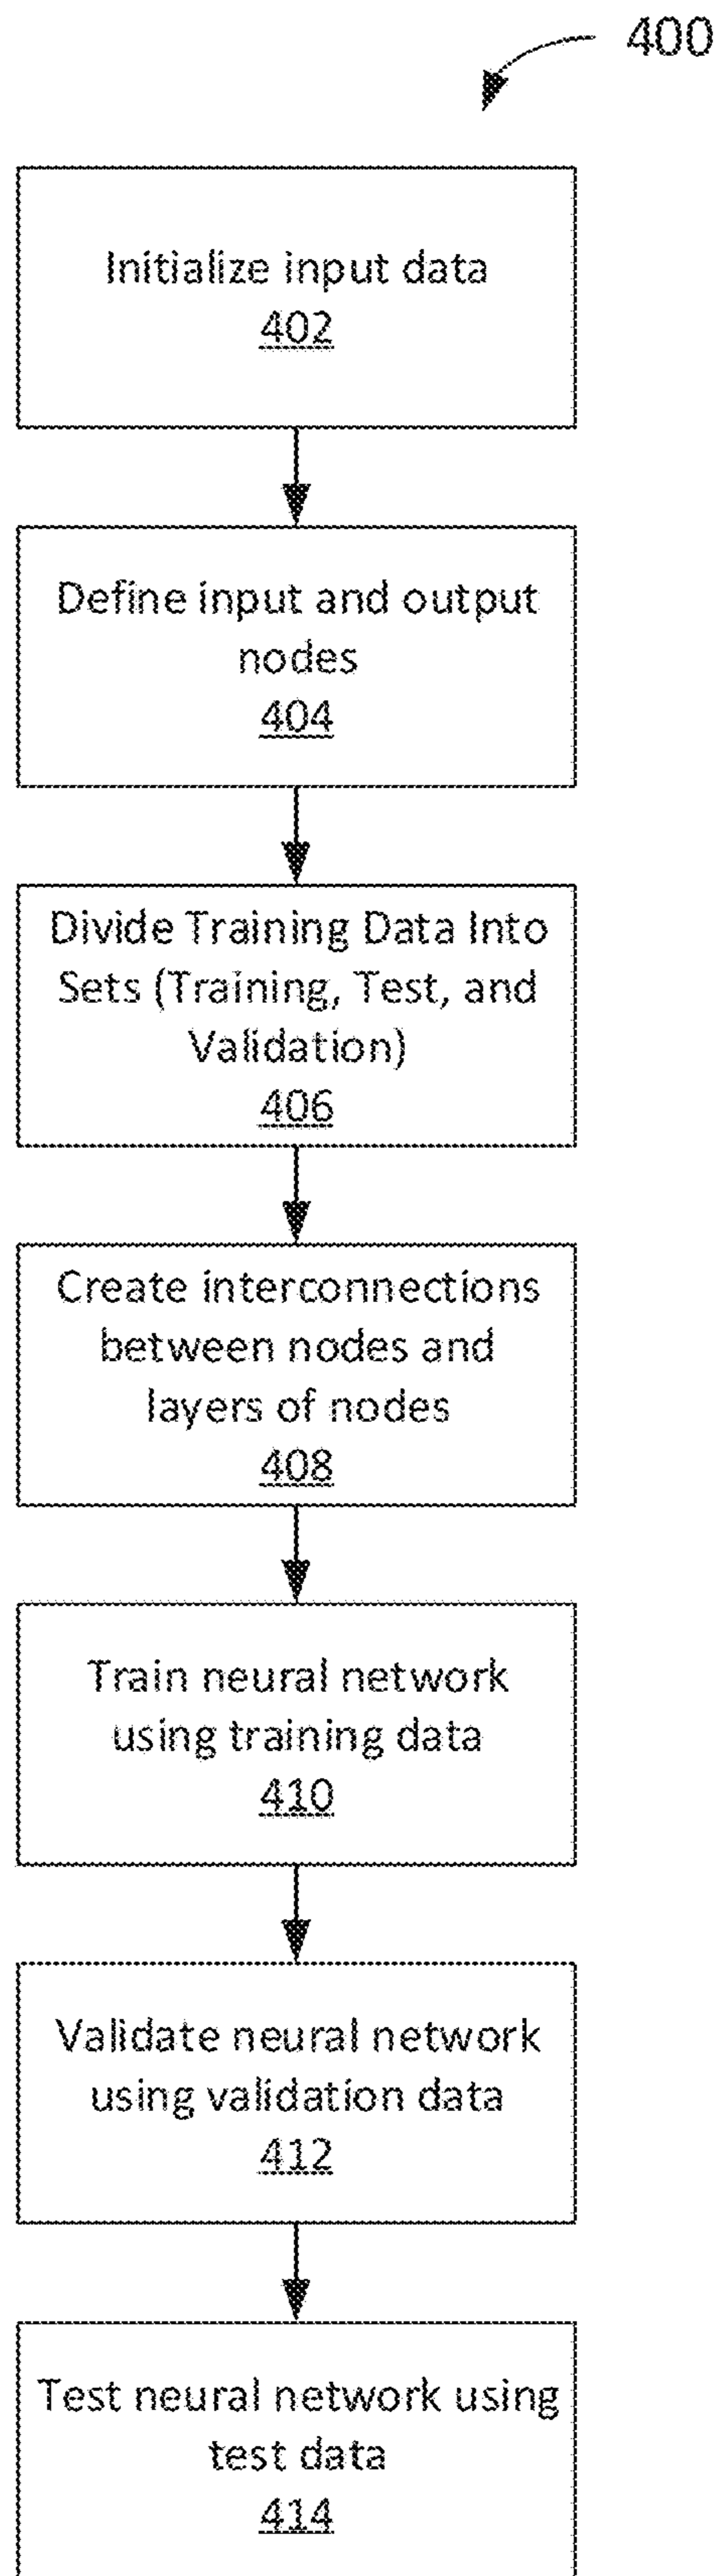 400
Initialize input data
402
Define input and output
nodes
404
Divide Training Data Into
Sets (Training, Test, and
Validation)
406
Create interconnections
between nodes and
layers of nodes
408
Train neural network
using training data
410
Validate neural network
using validation data
412
Test neural network using
test data
414